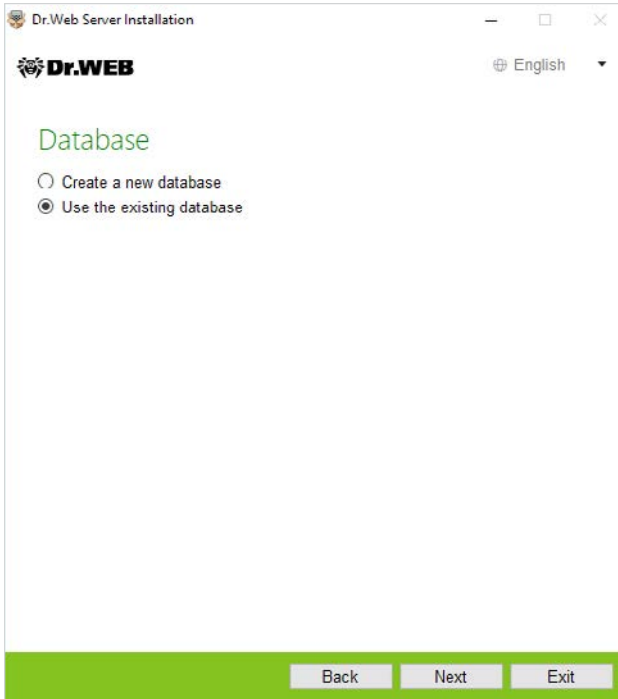 Dr.Web Server Installation
Dr.WEB
English
Database
Create a new database
Use the existing database
Back Next Exit